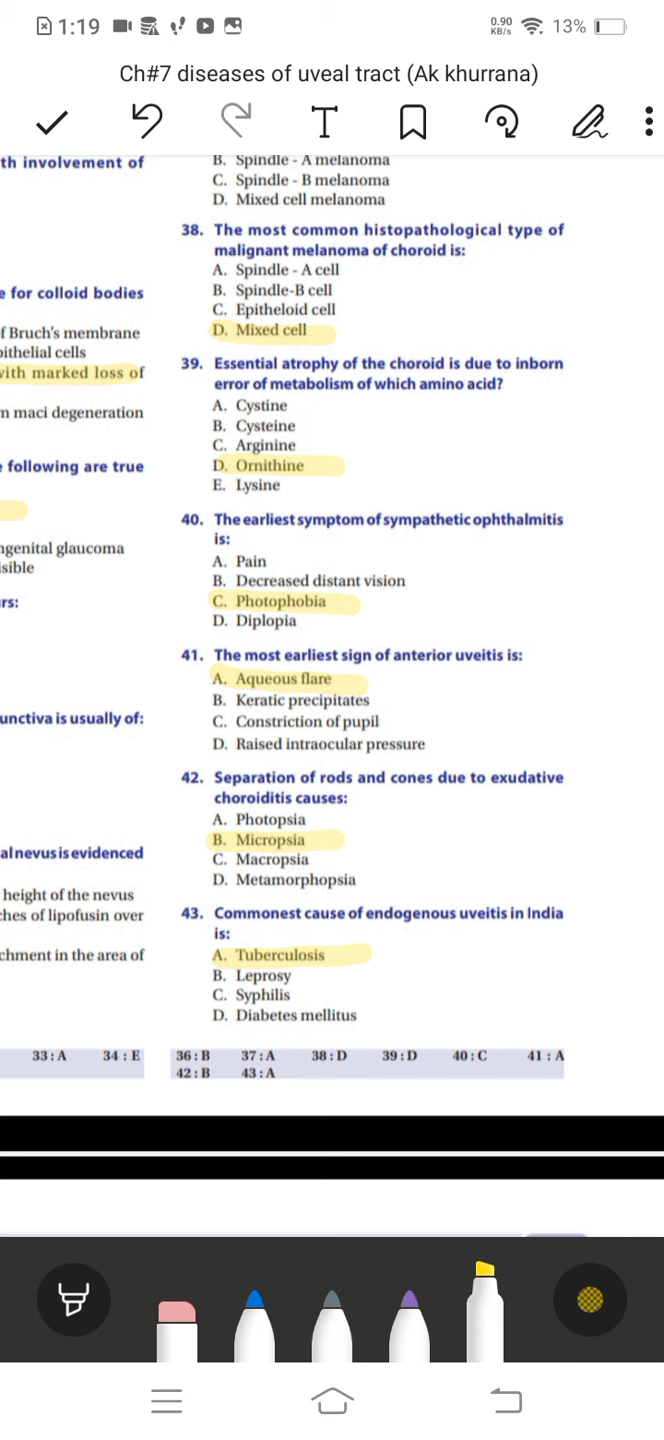 1:19
0.90
KB/s
13%
Ch#7 diseases of uveal tract (Ak khurrana)
T
th involvement of
e for colloid bodies
f Bruch's membrane
ithelial cells
with marked loss of
m maci degeneration
e following are true
ngenital glaucoma
isible
rs:
unctiva is usually of:
al nevus is evidenced
height of the nevus
ches of lipofusin over
chment in the area of
33 : A 34 : E
B. Spindle - A melanoma
C. Spindle - B melanoma
D. Mixed cell melanoma
38. The most common histopathological type of
malignant melanoma of choroid is:
A. Spindle - A cell
B. Spindle-B cell
C. Epitheloid cell
D. Mixed cell
39. Essential atrophy of the choroid is due to inborn
error of metabolism of which amino acid?
A. Cystine
B. Cysteine
C. Arginine
D. Ornithine
E. Lysine
40. The earliest symptom of sympathetic ophthalmitis
is:
A. Pain
B. Decreased distant vision
C. Photophobia
D. Diplopia
41. The most earliest sign of anterior uveitis is:
A. Aqueous flare
B. Keratic precipitates
C. Constriction of pupil
D. Raised intraocular pressure
42. Separation of rods and cones due to exudative
choroiditis causes:
A. Photopsia
B. Micropsia
C. Macropsia
D. Metamorphopsia
43. Commonest cause of endogenous uveitis in India
is:
A. Tuberculosis
B. Leprosy
C. Syphilis
D. Diabetes mellitus
36 : B 37 : A 38 : D 39 : D 40 : C 41 : A
42 : B 43 : A